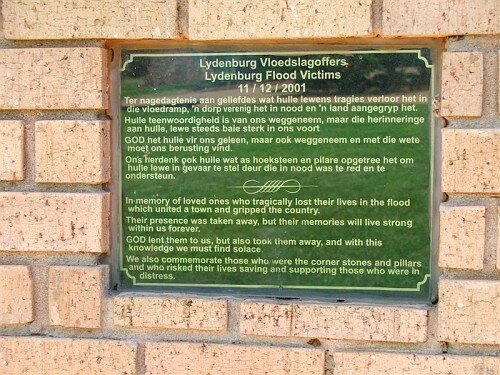 Lydenburg Vloedslagoffers
Lydenburg Flood Victims
11 / 12 / 2001
Ter nagedagtenis aan geliefdes wat hulle lewens tragies verloor het in
die vloedramp, 'n dorp verenig het in nood en 'n land aangegryp het.
Hulle teenwoordigheid is van ons weggeneem, maar die herinneringe
aan hulle, lewe steeds baie sterk in ons voort
GOD het hulle vir ons geleen, maar ook weggeneem en met die wete
moet ons berusting vind.
Ons herdenk ook hulle wat as hoeksteen en pilare opgetree het om
hulle lewe in gevaar te stel deur die in nood was te red en te
ondersteun.
In memory of loved ones who tragically lost their lives in the flood
which united a town and gripped the country.
Their presence was taken away, but their memories will live strong
within us forever.
GOD lent them to us, but also took them away, and with this
knowledge we must find solace.
We also commemorate those who were the corner stones and pillars
and who risked their lives saving and supporting those who were in
distress.